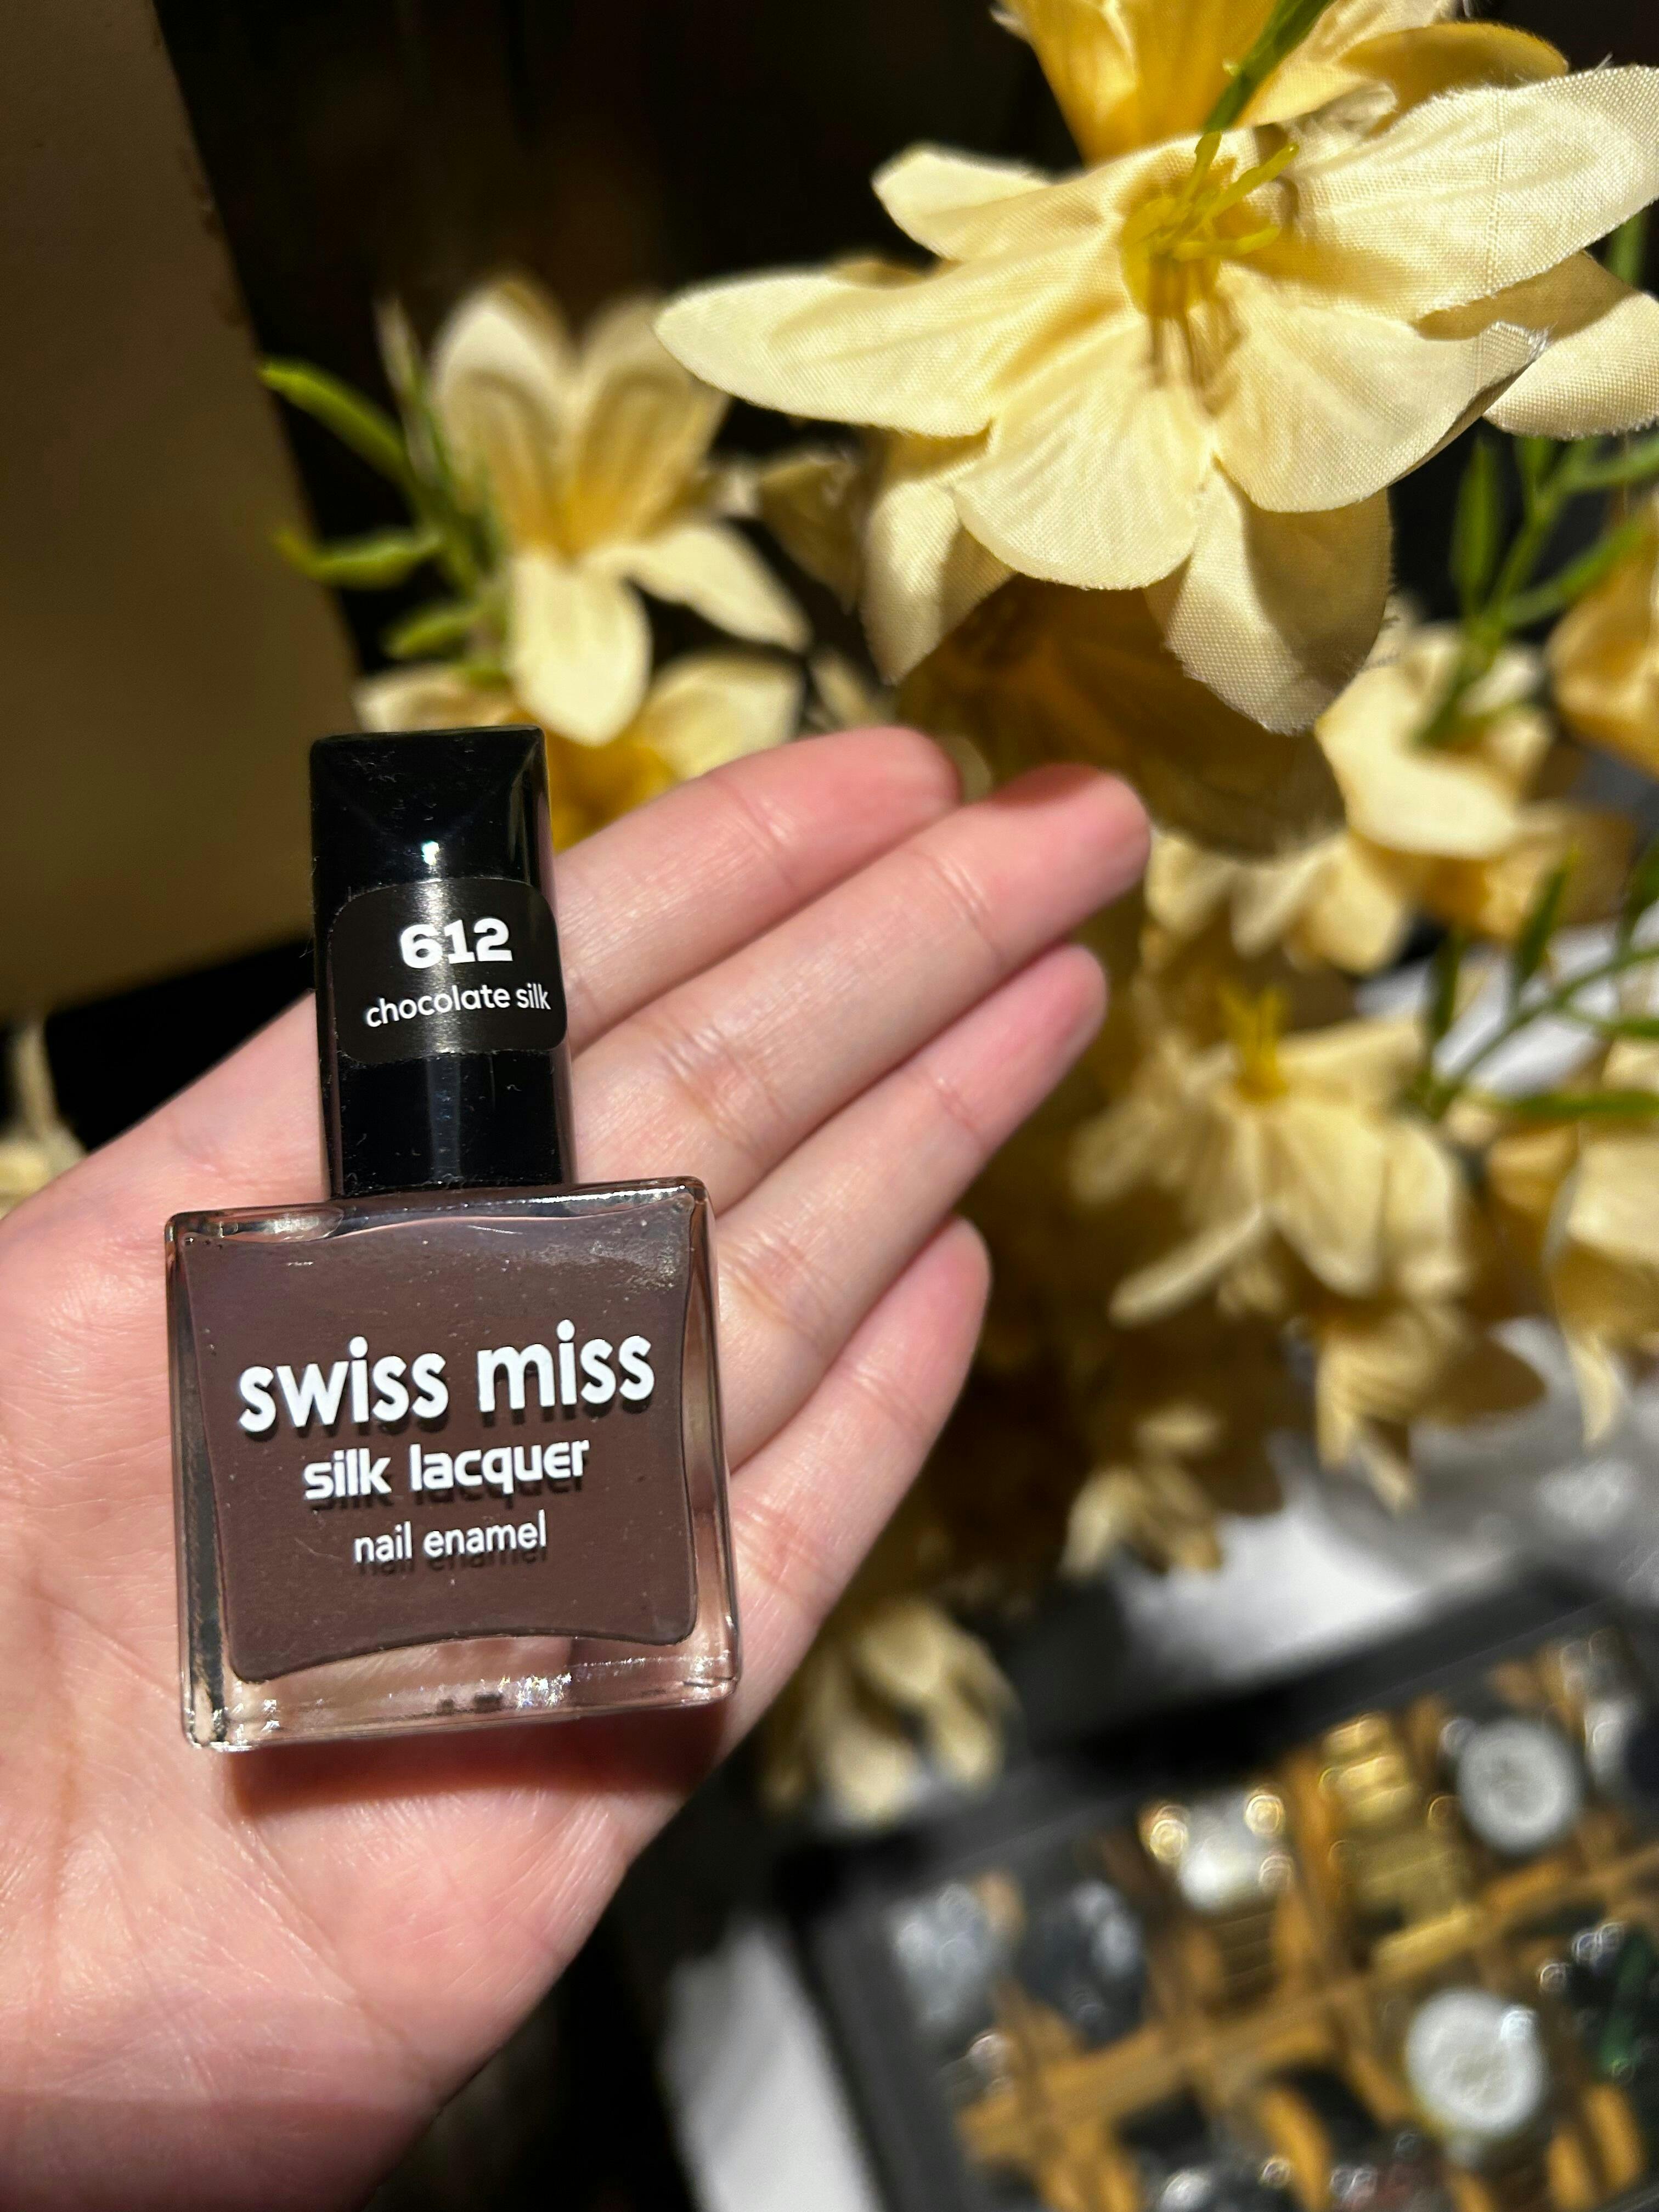 612
chocolate silk
swiss miss
silk lacquer
nail enamel